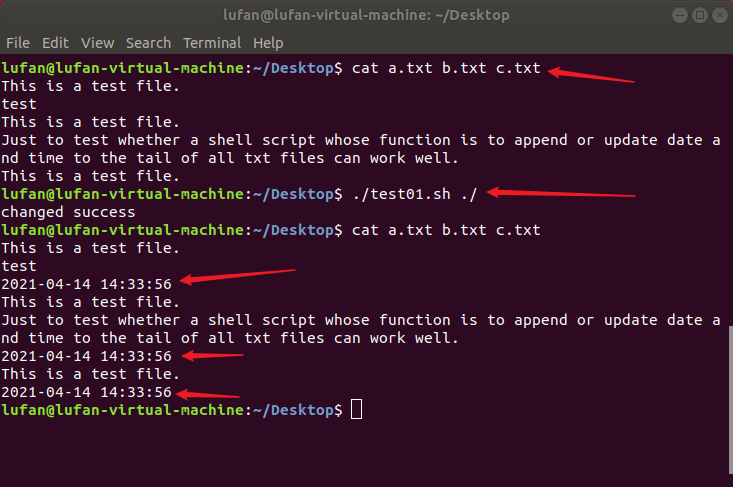 lufan@lufan-virtual-machine: ~/Desktop
File Edit View Search Terminal Help
lufan@lufan-virtual-machine:~/Desktop$ cat a.txt b.txt c.txt
This is a test file.
test
This is a test file.
Just to test whether a shell script whose function is to append or update date a
nd time to the tail of all txt files can work well.
This is a test file.
lufan@lufan-virtual-machine:~/Desktop$ ./test01.sh ./
changed success
lufan@lufan-virtual-machine:~/Desktop$ cat a.txt b.txt c.txt
This is a test file.
test
2021-04-14 14:33:56
This is a test file.
Just to test whether a shell script whose function is to append or update date a
nd time to the tail of all txt files can work well.
2021-04-14 14:33:56
This is a test file.
2021-04-14 14:33:56
lufan@lufan-virtual-machine:~/Desktop$